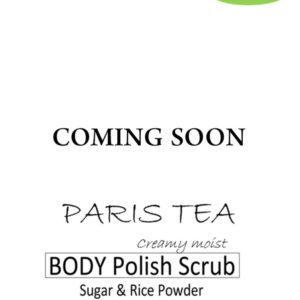 COMING SOON
PARIS TEA
Creamy moist
BODY Polish Scrub
Sugar & Rice Powder